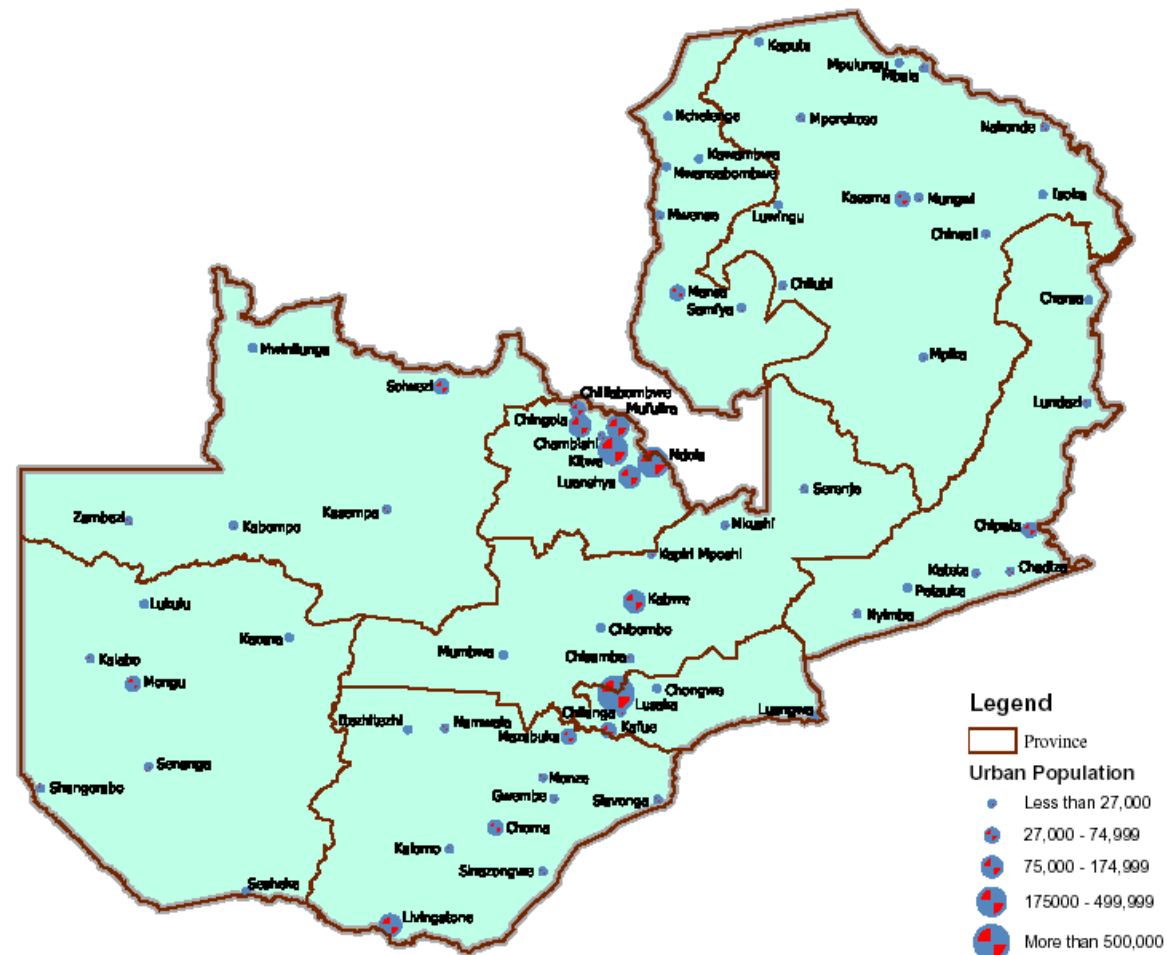 Kaputa
Mpulungu
Mbala
Nchelenge
Mporokoso
Nakonde
Kawambwa
Mwansabombwe
Kasama
Mungwi
Isoka
Mwense
Luwingu
Chinsali
Mansa
Chilubi
Samfya
Chama
Mwinilunga
Mpika
Solwezi
Chililabombwe
Lundazi
Chingola
Mufulira
Chambishi
Kitwe
Ndola
Luanshya
Serenje
Kasempa
Zambezi
Kabompo
Mkushi
Chipata
Kapiri Mposhi
Katete
Chadiza
Petauke
Lukulu
Kabwe
Nyimba
Kaoma
Chibombo
Kalabo
Mumbwa
Chisamba
Mongu
Chongwe
Lusaka
Chilanga
Luangwa
Itezhitezhi
Namwala
Mazabuka
Kafue
Senanga
Monze
Shangombo
Gwembe
Siavonga
Choma
Kalomo
Sinazongwe
Sesheke
Livingstone
Legend
Province
Urban Population
Less than 27,000
27,000 - 74,999
75,000 - 174,999
175000 - 499,999
More than 500,000